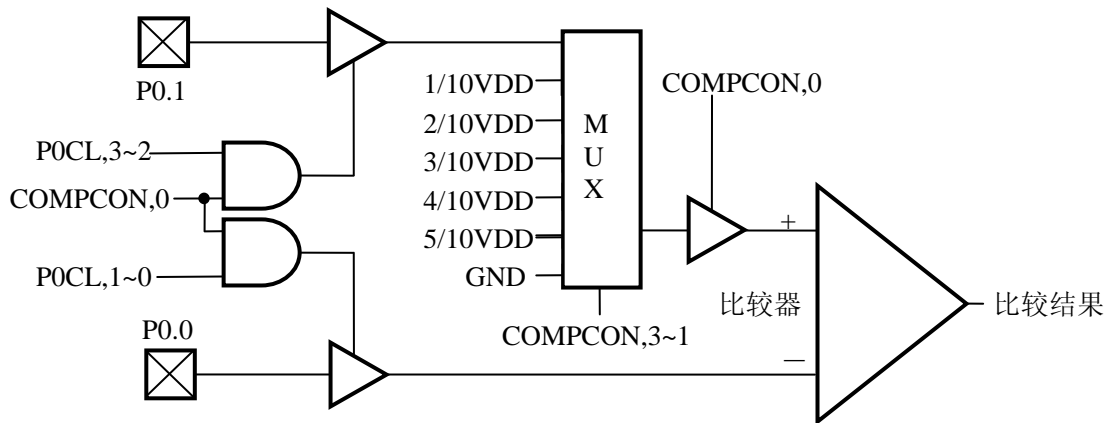 P0.1
1/10VDD
COMPCON,0
2/10VDD
M
U
X
3/10VDD
P0CL,3~2
4/10VDD
COMPCON,0
5/10VDD
+
GND
P0CL,1~0
比较器
比较结果
P0.0
COMPCON,3~1
—